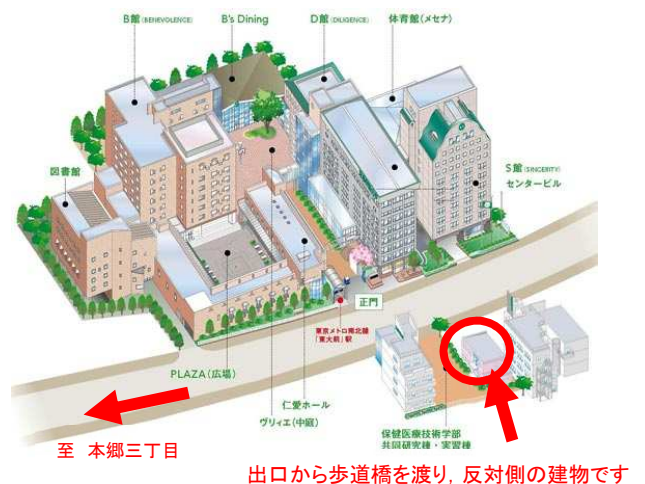 B館(BENEVOLENCE)
B's Dining
D館(DILIGENCE)
体育館(メセナ)
図書館
S館(SINCERITY)
センタービル
正門
東京メトロ南北線
「東大前」駅
PLAZA(広場)
仁愛ホール
ヴリィエ(中庭)
保健医療技術学部
共同研究棟・実習棟
至 本郷三丁目
出口から歩道橋を渡り,反対側の建物です